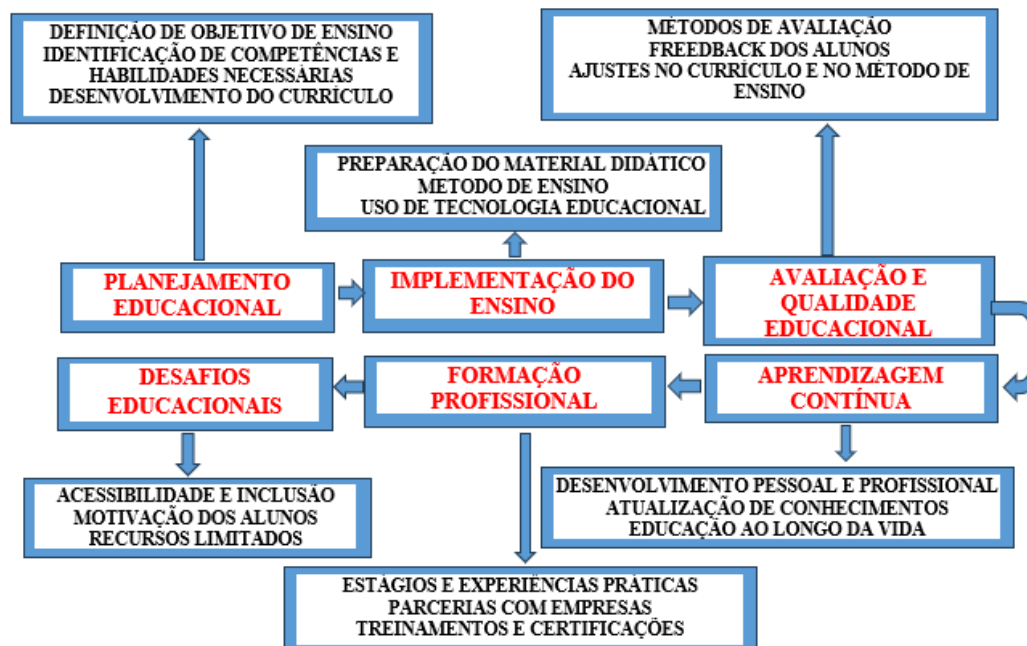 DEFINIÇÃO DE OBJETIVO DE ENSINO
IDENTIFICAÇÃO DE COMPETÊNCIAS E
HABILIDADES NECESSÁRIAS
DESENVOLVIMENTO DO CURRÍCULO
MÉTODOS DE AVALIAÇÃO
FREEDBACK DOS ALUNOS
AJUSTES NO CURRÍCULO E NO MÉTODO DE
ENSINO
PREPARAÇÃO DO MATERIAL DIDÁTICO
METODO DE ENSINO
USO DE TECNOLOGIA EDUCACIONAL
PLANEJAMENTO
EDUCACIONAL
IMPLEMENTAÇÃO DO
ENSINO
AVALIAÇÃO E
QUALIDADE
EDUCACIONAL
DESAFIOS
EDUCACIONAIS
FORMAÇÃO
PROFISSIONAL
APRENDIZAGEM
CONTÍNUA
ACESSIBILIDADE E INCLUSÃO
MOTIVAÇÃO DOS ALUNOS
RECURSOS LIMITADOS
DESENVOLVIMENTO PESSOAL E PROFISSIONAL
ATUALIZAÇÃO DE CONHECIMENTOS
EDUCAÇÃO AO LONGO DA VIDA
ESTÁGIOS E EXPERIÊNCIAS PRÁTICAS
PARCERIAS COM EMPRESAS
TREINAMENTOS E CERTIFICAÇÕES